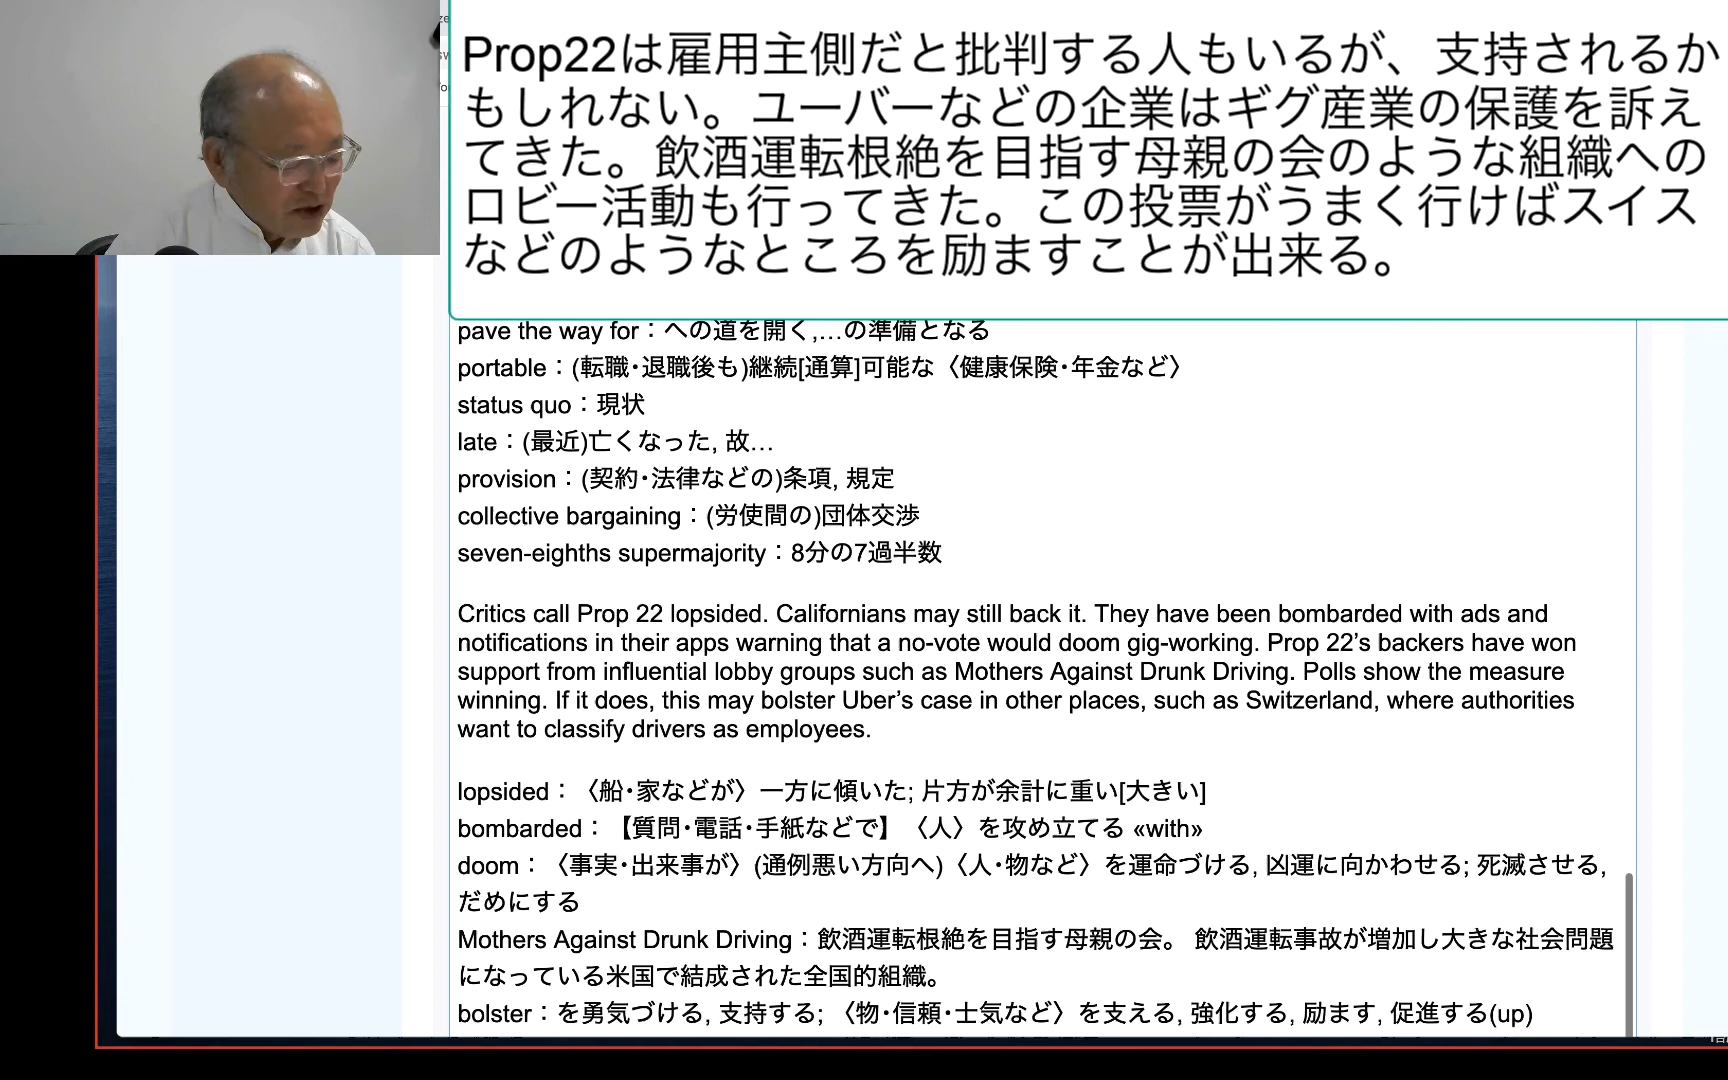 Prop22は雇用主側だと批判する人もいるが、支持されるか
もしれない。ユーバーなどの企業はギグ産業の保護を訴え
てきた。飲酒運転根絶を目指す母親の会のような組織への
ロビー活動も行ってきた。この投票がうまく行けばスイス
などのようなところを励ますことが出来る。
pave the way for：への道を開く,…の準備となる
portable：(転職･退職後も)継続[通算]可能な〈健康保険･年金など〉
status quo：現状
late：(最近)亡くなった, 故…
provision：(契約･法律などの)条項, 規定
collective bargaining：(労使間の)団体交渉
seven-eighths supermajority：8分の7過半数
Critics call Prop 22 lopsided. Californians may still back it. They have been bombarded with ads and
notifications in their apps warning that a no-vote would doom gig-working. Prop 22’s backers have won
support from influential lobby groups such as Mothers Against Drunk Driving. Polls show the measure
winning. If it does, this may bolster Uber’s case in other places, such as Switzerland, where authorities
want to classify drivers as employees.
lopsided：〈船･家などが〉一方に傾いた; 片方が余計に重い[大きい]
bombarded：【質問･電話･手紙などで】〈人〉を攻め立てる «with»
doom：〈事実･出来事が〉(通例悪い方向へ)〈人･物など〉を運命づける, 凶運に向かわせる; 死滅させる,
だめにする
Mothers Against Drunk Driving：飲酒運転根絶を目指す母親の会。 飲酒運転事故が増加し大きな社会問題
になっている米国で結成された全国的組織。
bolster：を勇気づける, 支持する; 〈物･信頼･士気など〉を支える, 強化する, 励ます, 促進する(up)